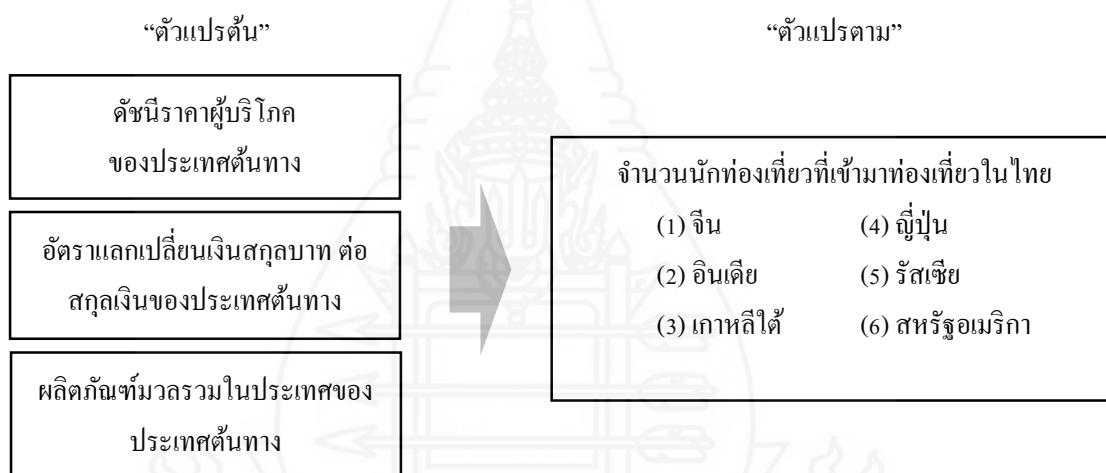 “ตัวแปรต้น”
“ตัวแปรตาม”
ดัชนีราคาผู้บริโภค
ของประเทศต้นทาง
อัตราแลกเปลี่ยนเงินสกุลบาท ต่อ
สกุลเงินของประเทศต้นทาง
ผลิตภัณฑ์มวลรวมในประเทศของ
ประเทศต้นทาง
จำนวนนักท่องเที่ยวที่เข้ามาท่องเที่ยวในไทย
(1) จีน (4) ญี่ปุ่น
(2) อินเดีย (5) รัสเซีย
(3) เกาหลีใต้ (6) สหรัฐอเมริกา